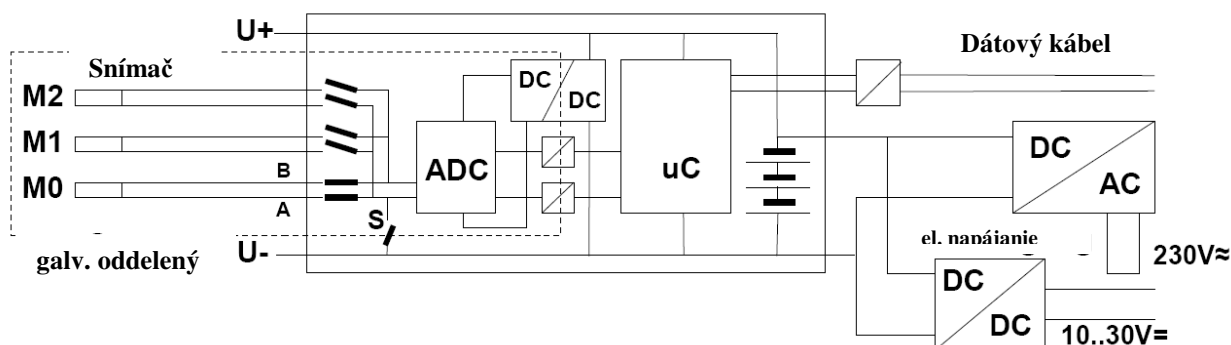 U+
Snímač
Dátový kábel
M2
DC
DC
M1
DC
AC
B
ADC
uC
M0
A
S
el. napájanie
galv. oddelený
U-
230V≈
DC
DC
10..30V=